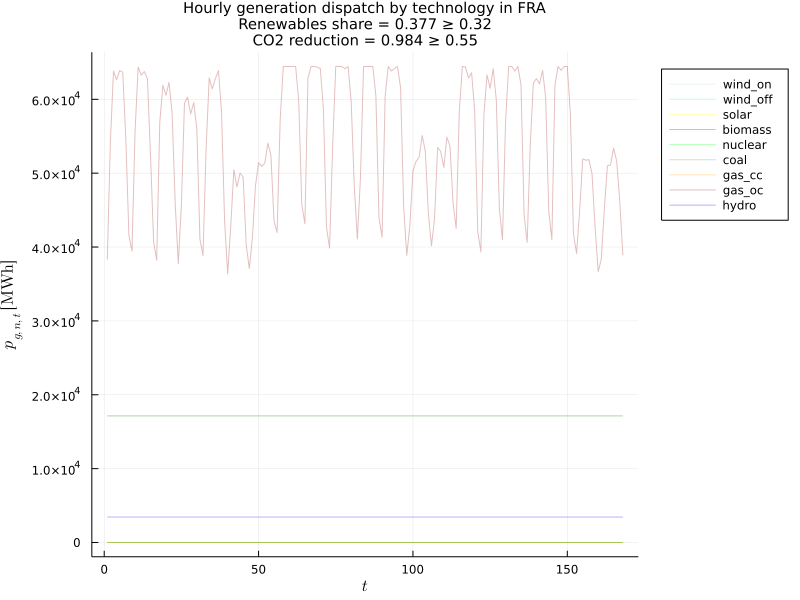 Hourly generation dispatch by technology in FRA
Renewables share = 0.377 ≥ 0.32
CO2 reduction = 0.984 ≥ 0.55
p_{g, n, t} [MWh]
6.0×10⁴
5.0×10⁴
4.0×10⁴
3.0×10⁴
2.0×10⁴
1.0×10⁴
0
0 50 100 150
t
wind_on
wind_off
solar
biomass
nuclear
coal
gas_cc
gas_oc
hydro